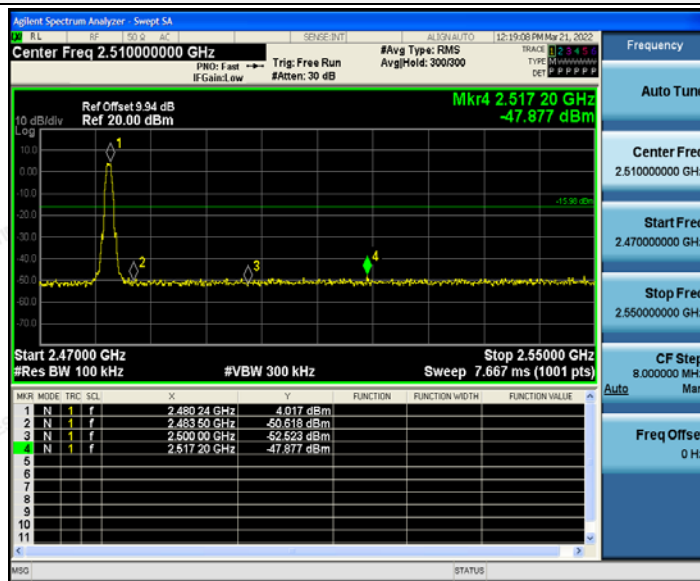 Agilent Spectrum Analyzer - Swept SA
RL RF 50 Ω AC SENSE:INT ALIGNAUTO 12:19:08 PM Mar 21, 2022
Center Freq 2.510000000 GHz
PNO: Fast
IFGain:Low
Trig: Free Run
#Atten: 30 dB
#Avg Type: RMS
Avg|Hold: 300/300
TRACE 1 2 3 4 5 6
TYPE M W W W W W
DET P P P P P P
Frequency
Ref Offset 9.94 dB
10 dB/div Ref 20.00 dBm
Log
Mkr4 2.517 20 GHz
-47.877 dBm
10.0
0.00
-10.0
-20.0
-30.0
-40.0
-50.0
-60.0
-70.0
1
2
3
4
-15.98 dBm
Start 2.47000 GHz Stop 2.55000 GHz
#Res BW 100 kHz #VBW 100 kHz #VBW 300 kHz Sweep 7.667 ms (1001 pts)
MKR MODE TRC SCL X Y FUNCTION FUNCTION WIDTH FUNCTION VALUE
1 N 1 f 2.480 24 GHz 4.017 dBm
2 N 1 f 2.483 50 GHz -50.618 dBm
3 N 1 f 2.500 00 GHz -52.523 dBm
4 N 1 f 2.517 20 GHz -47.877 dBm
5
6
7
8
9
10
11
Auto Tune
Center Freq
2.510000000 GHz
Start Freq
2.470000000 GHz
Stop Freq
2.550000000 GHz
CF Step
8.000000 MHz
Auto Man
Freq Offset
0 Hz
MSG STATUS